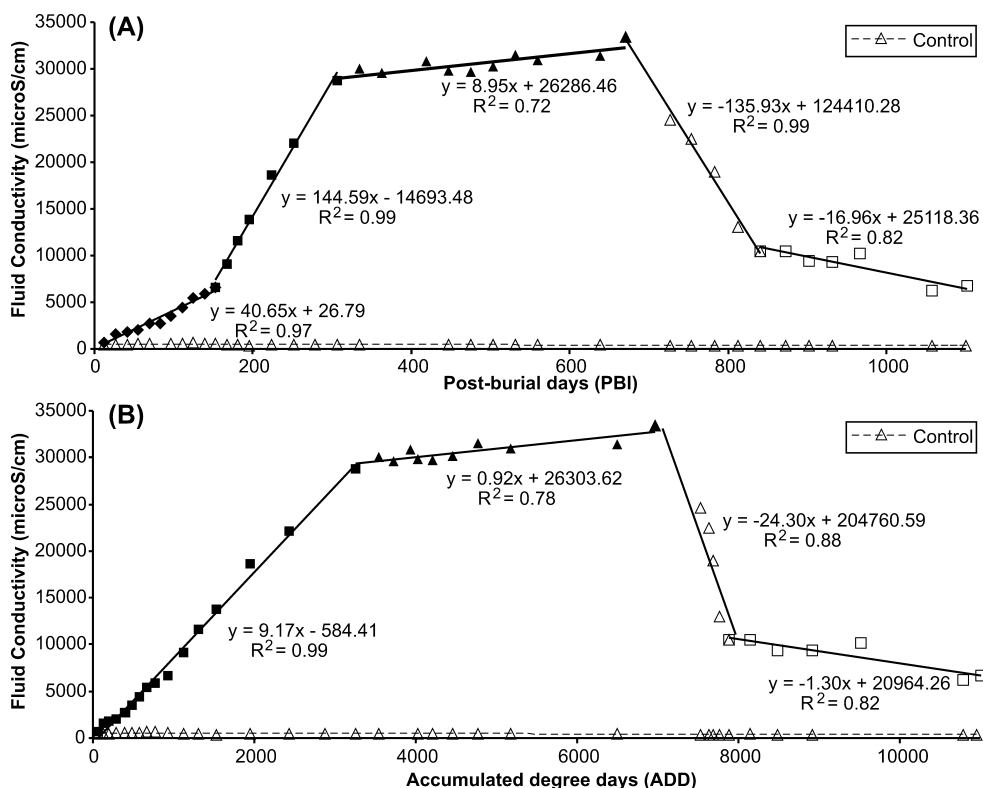 (A)
35000
30000
25000
20000
15000
10000
5000
0
Fluid Conductivity (microS/cm)
Control
y = 8.95x + 26286.46
R2 = 0.72
y = -135.93x + 124410.28
R2 = 0.99
y = 144.59x - 14693.48
R2 = 0.99
y = -16.96x + 25118.36
R2 = 0.82
y = 40.65x + 26.79
R2 = 0.97
0 200 400 600 800 1000
Post-burial days (PBI)
(B)
35000
30000
25000
20000
15000
10000
5000
0
Fluid Conductivity (microS/cm)
Control
y = 0.92x + 26303.62
R2 = 0.78
y = -24.30x + 204760.59
R2 = 0.88
y = 9.17x - 584.41
R2 = 0.99
y = -1.30x + 20964.26
R2 = 0.82
0 2000 4000 6000 8000 10000
Accumulated degree days (ADD)